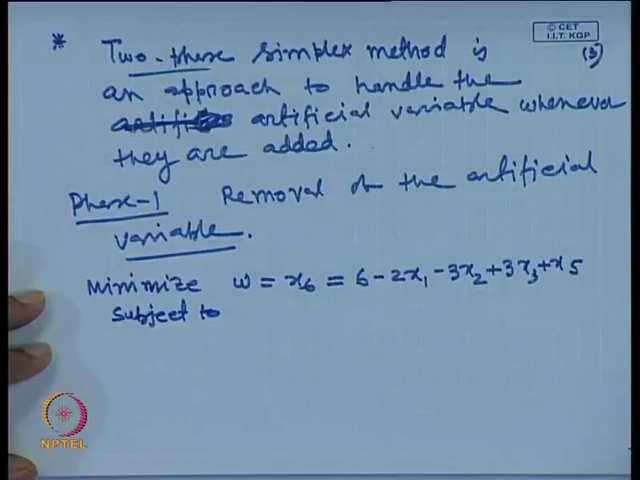 © CET
I.I.T. KGP
(3)
* Two-phase simplex method is
an approach to handle the
artificial variable whenever
they are added.
Phase-1 Removal of the artificial
variable.
Minimize w = x₆ = 6 - 2x₁ - 3x₂ + 3x₃ + x5
Subject to
NPTEL